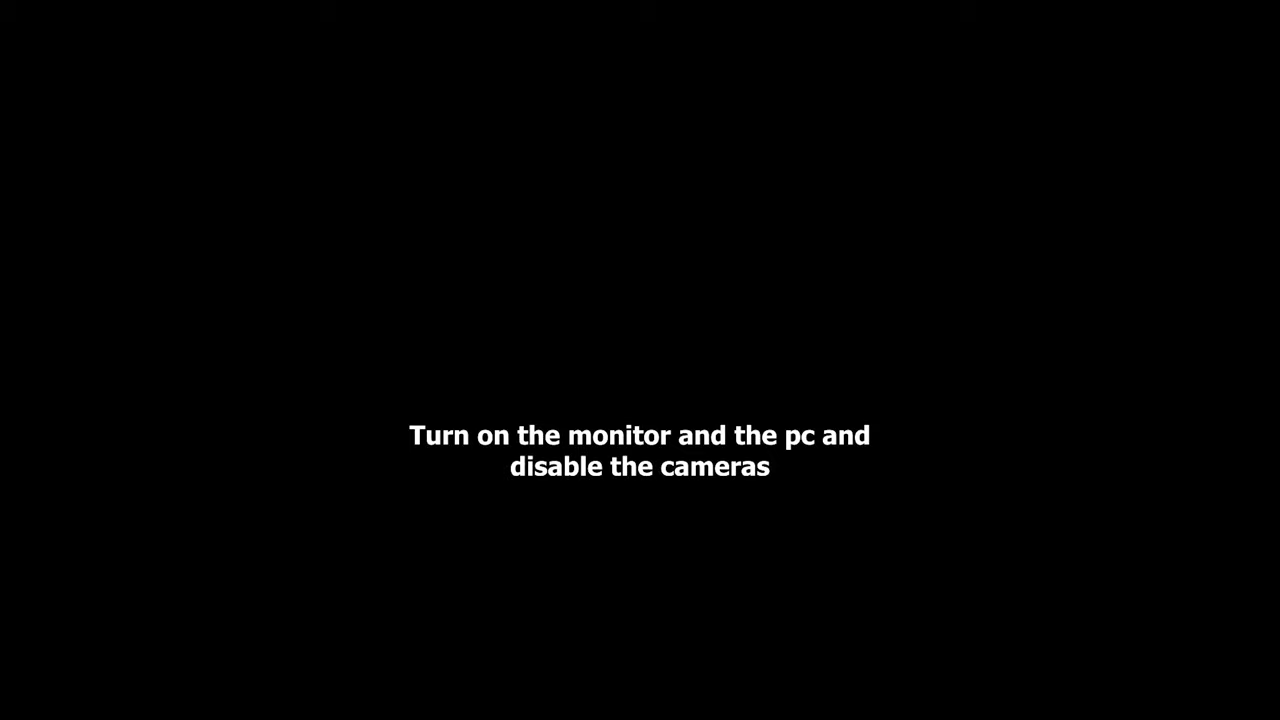 Turn on the monitor and the pc and
disable the cameras